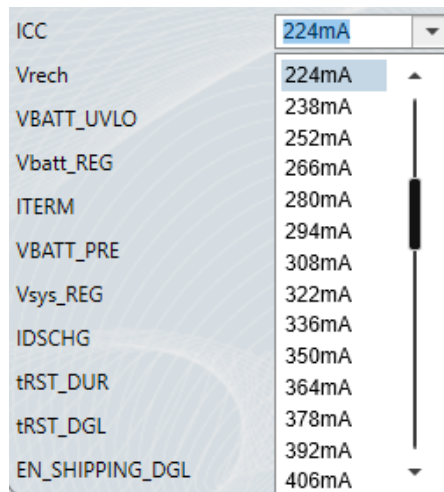 ICC
224mA
Vrech
224mA
238mA
VBATT_UVLO
252mA
Vbatt_REG
266mA
280mA
ITERM
294mA
VBATT_PRE
308mA
Vsys_REG
322mA
336mA
IDSCHG
350mA
tRST_DUR
364mA
tRST_DGL
378mA
392mA
EN_SHIPPING_DGL
406mA